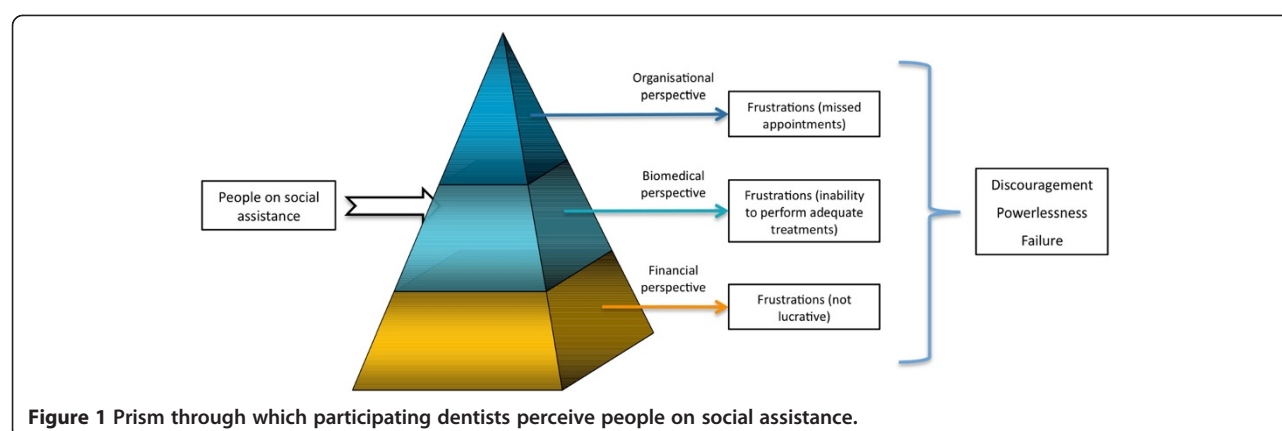 People on social
assistance
Organisational
perspective
Frustrations (missed
appointments)
Biomedical
perspective
Frustrations (inability
to perform adequate
treatments)
Financial
perspective
Frustrations (not
lucrative)
Discouragement
Powerlessness
Failure
Figure 1 Prism through which participating dentists perceive people on social assistance.